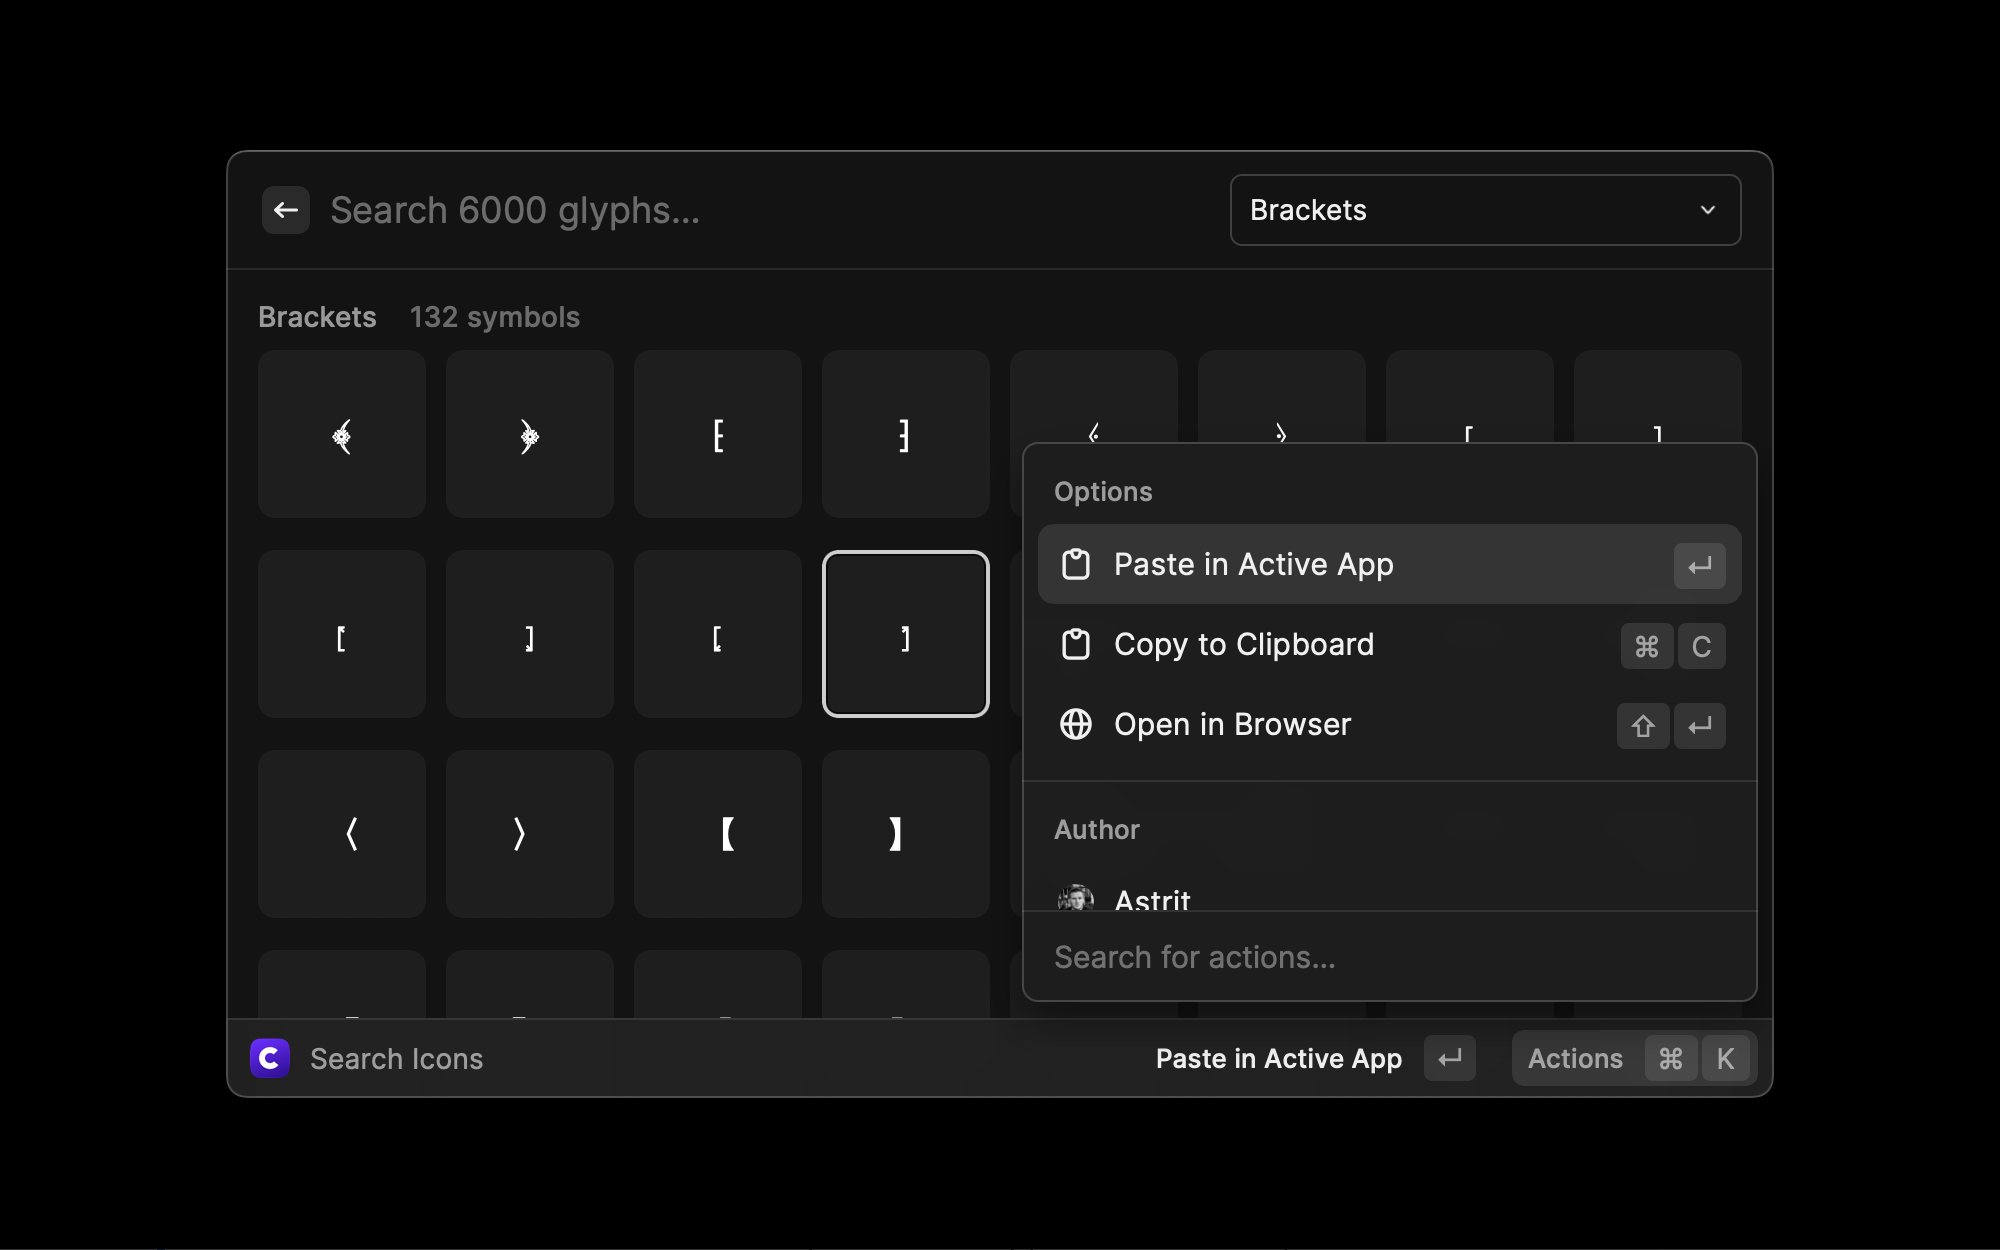 Search 6000 glyphs...
Brackets
Brackets 132 symbols
﴾ ﴿ ⁅ ⁆ ⦑ ⦒ [ ]
⦍ ⦎ ⦏ ⦐
〈 〉 【 】
Options
Paste in Active App ↵
Copy to Clipboard ⌘ C
Open in Browser ⇧ ↵
Author
Astrit
Search for actions...
C Search Icons
Paste in Active App ↵ Actions ⌘ K